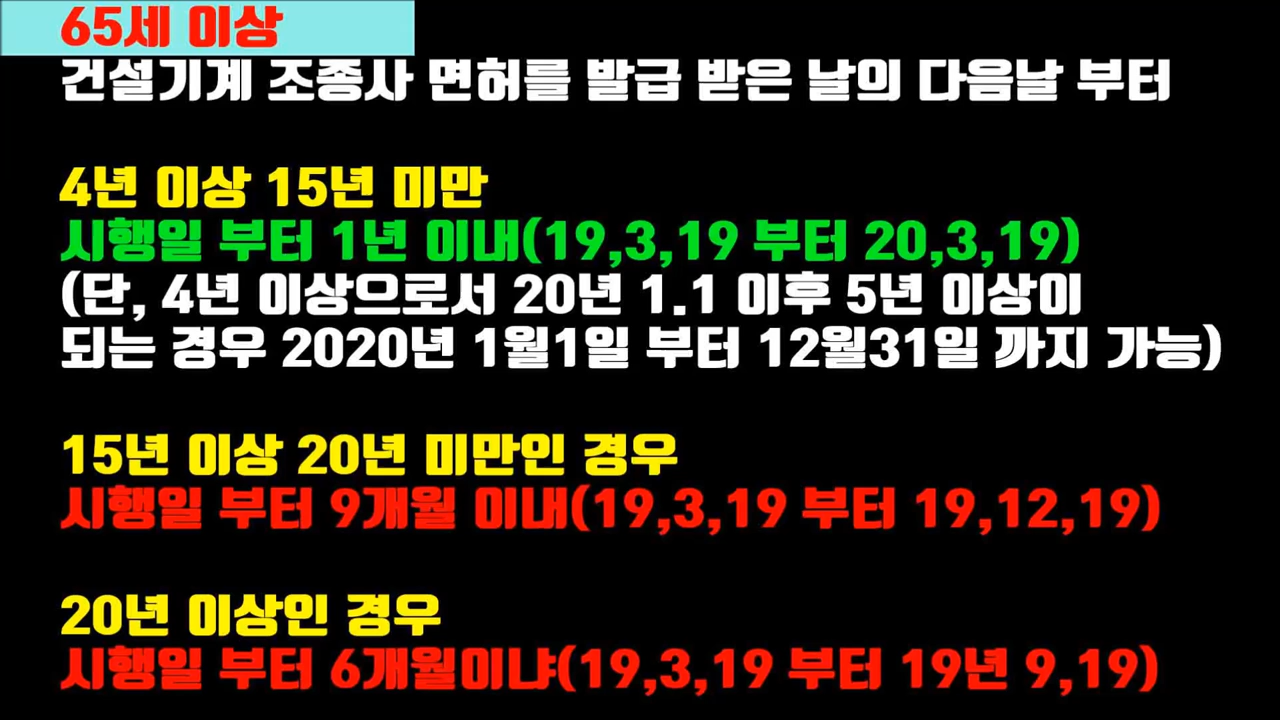 65세 이상
건설기계 조종사 면허를 발급 받은 날의 다음날 부터
4년 이상 15년 미만
시행일 부터 1년 이내(19,3,19 부터 20,3,19)
(단, 4년 이상으로서 20년 1.1 이후 5년 이상이
되는 경우 2020년 1월1일 부터 12월31일 까지 가능)
15년 이상 20년 미만인 경우
시행일 부터 9개월 이내(19,3,19 부터 19,12,19)
20년 이상인 경우
시행일 부터 6개월이냐(19,3,19 부터 19년 9,19)